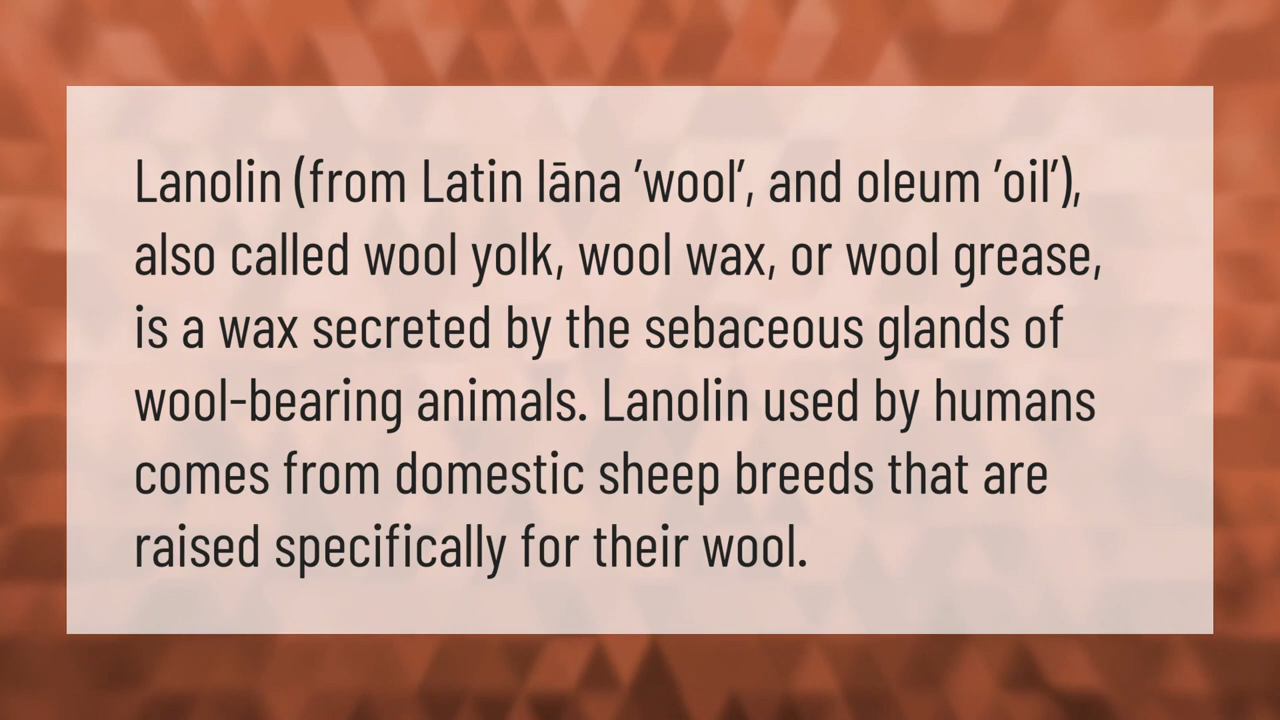 Lanolin (from Latin lāna ’wool’, and oleum ’oil’),
also called wool yolk, wool wax, or wool grease,
is a wax secreted by the sebaceous glands of
wool-bearing animals. Lanolin used by humans
comes from domestic sheep breeds that are
raised specifically for their wool.